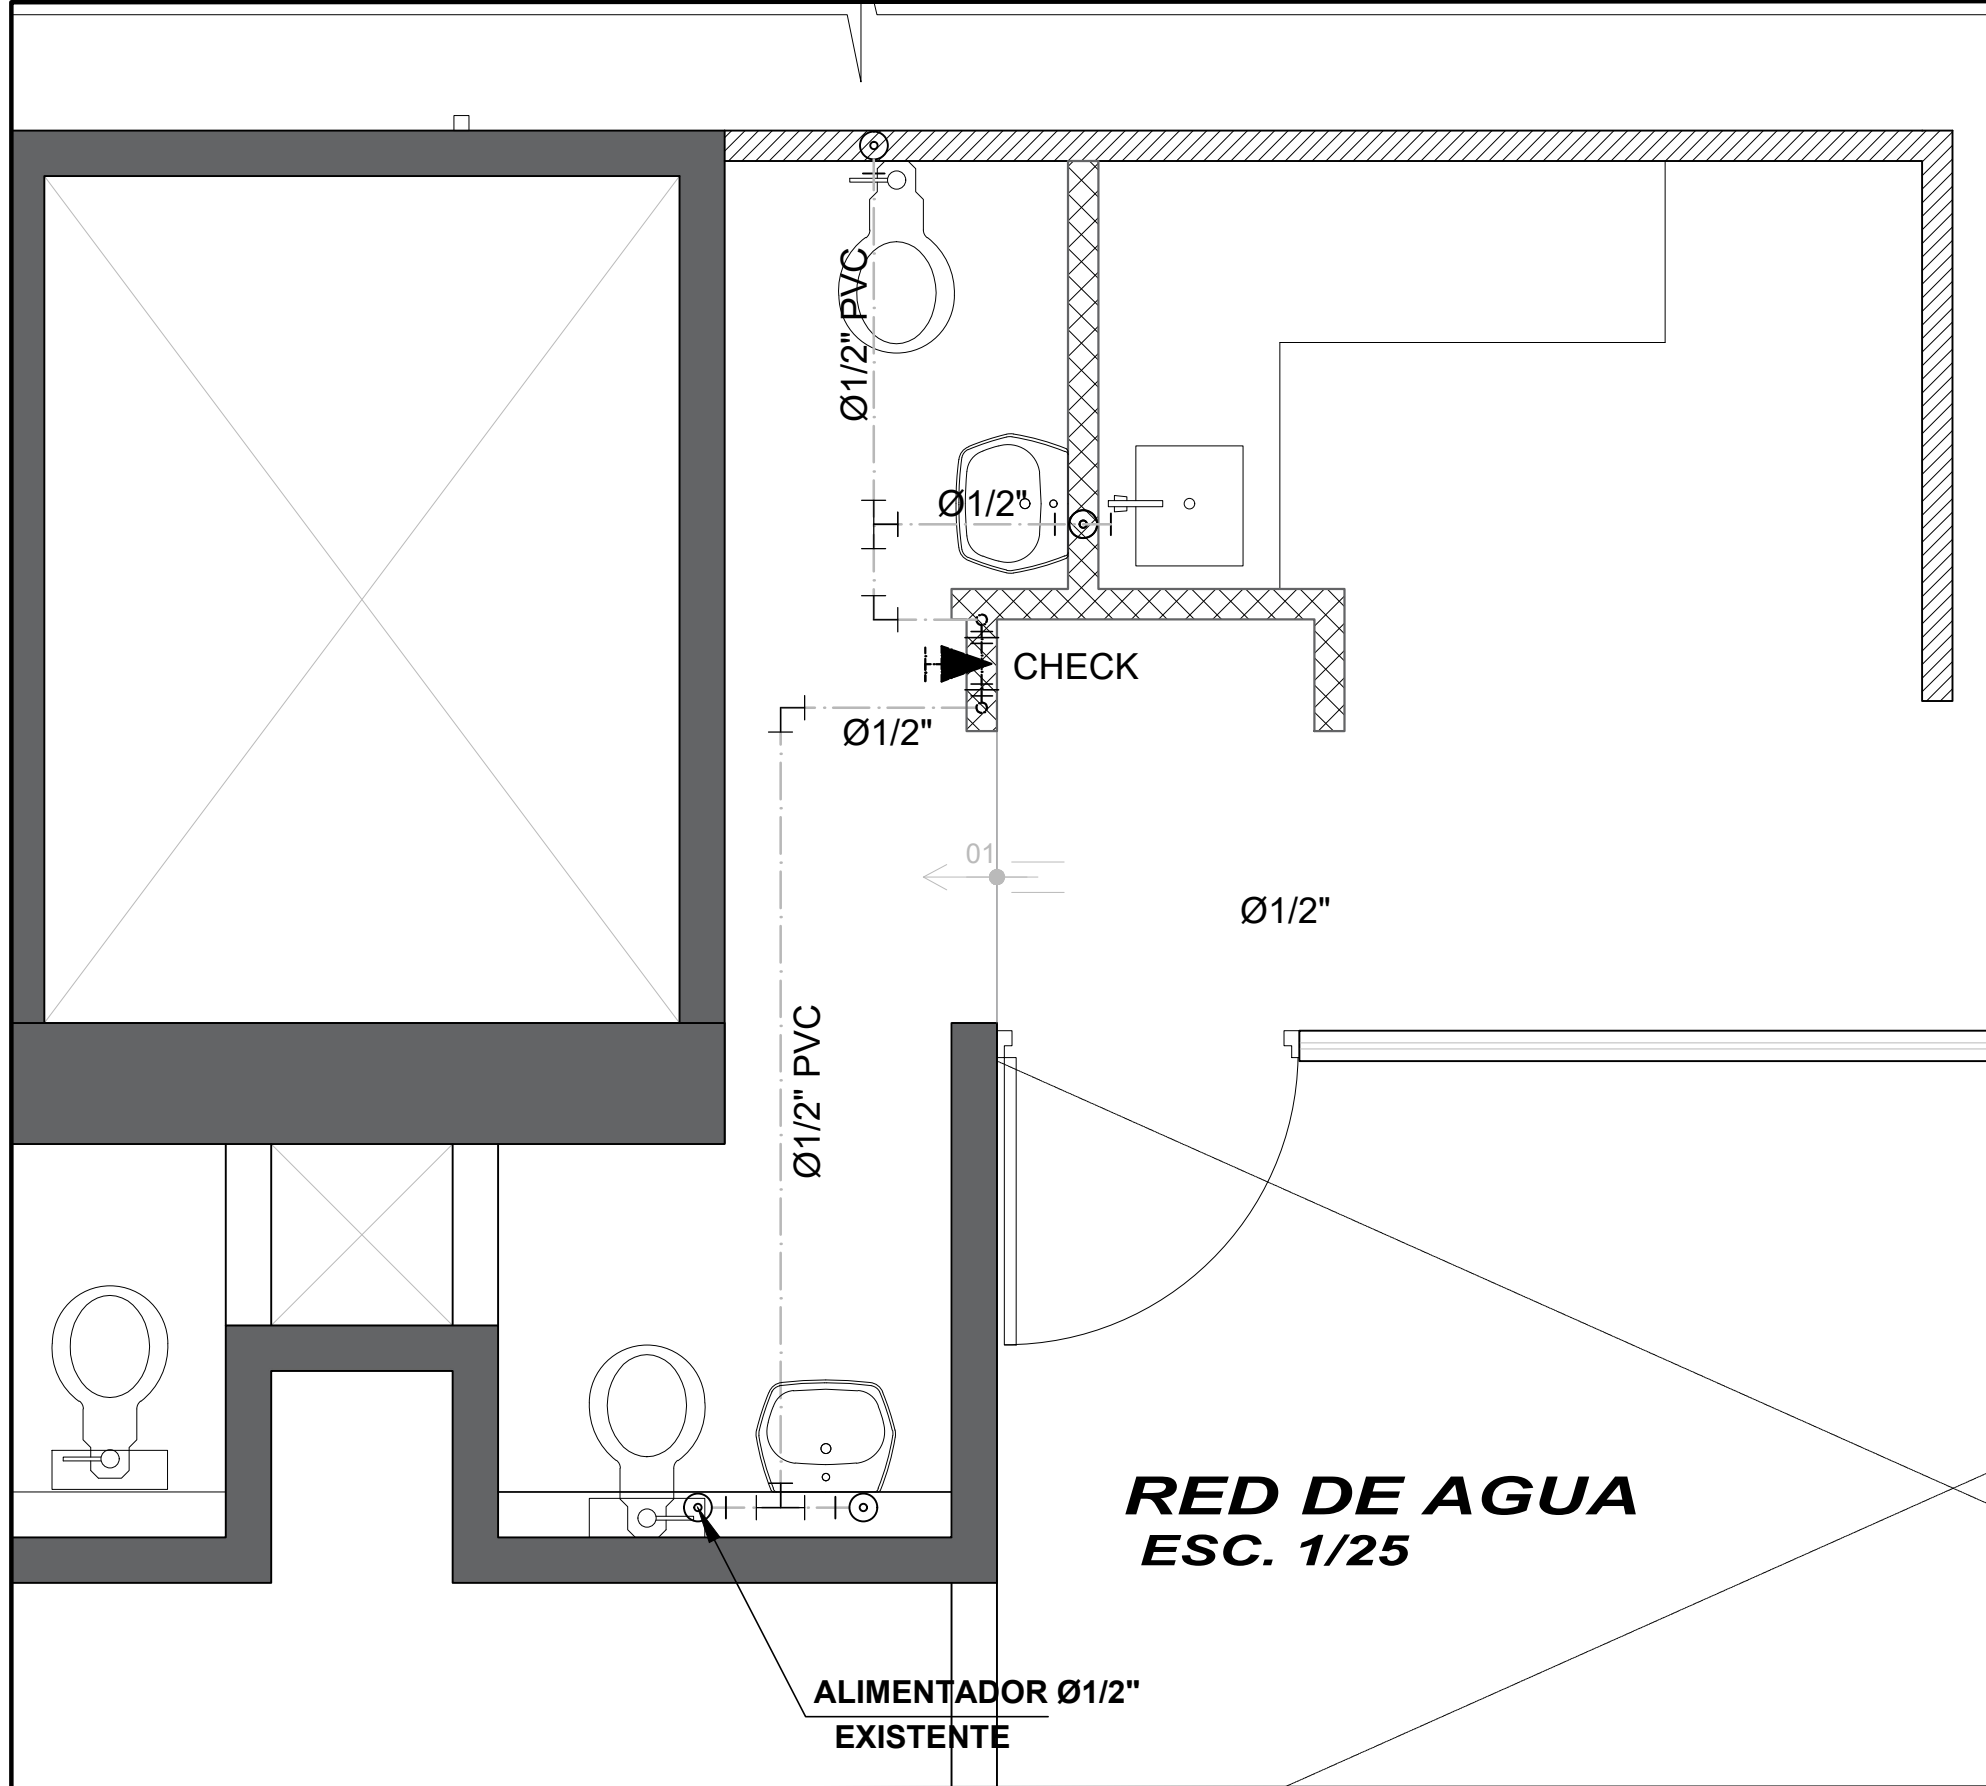 Ø1/2" PVC
Ø1/2"
CHECK
Ø1/2"
01
Ø1/2"
Ø1/2" PVC
RED DE AGUA
ESC. 1/25
ALIMENTADOR Ø1/2"
EXISTENTE